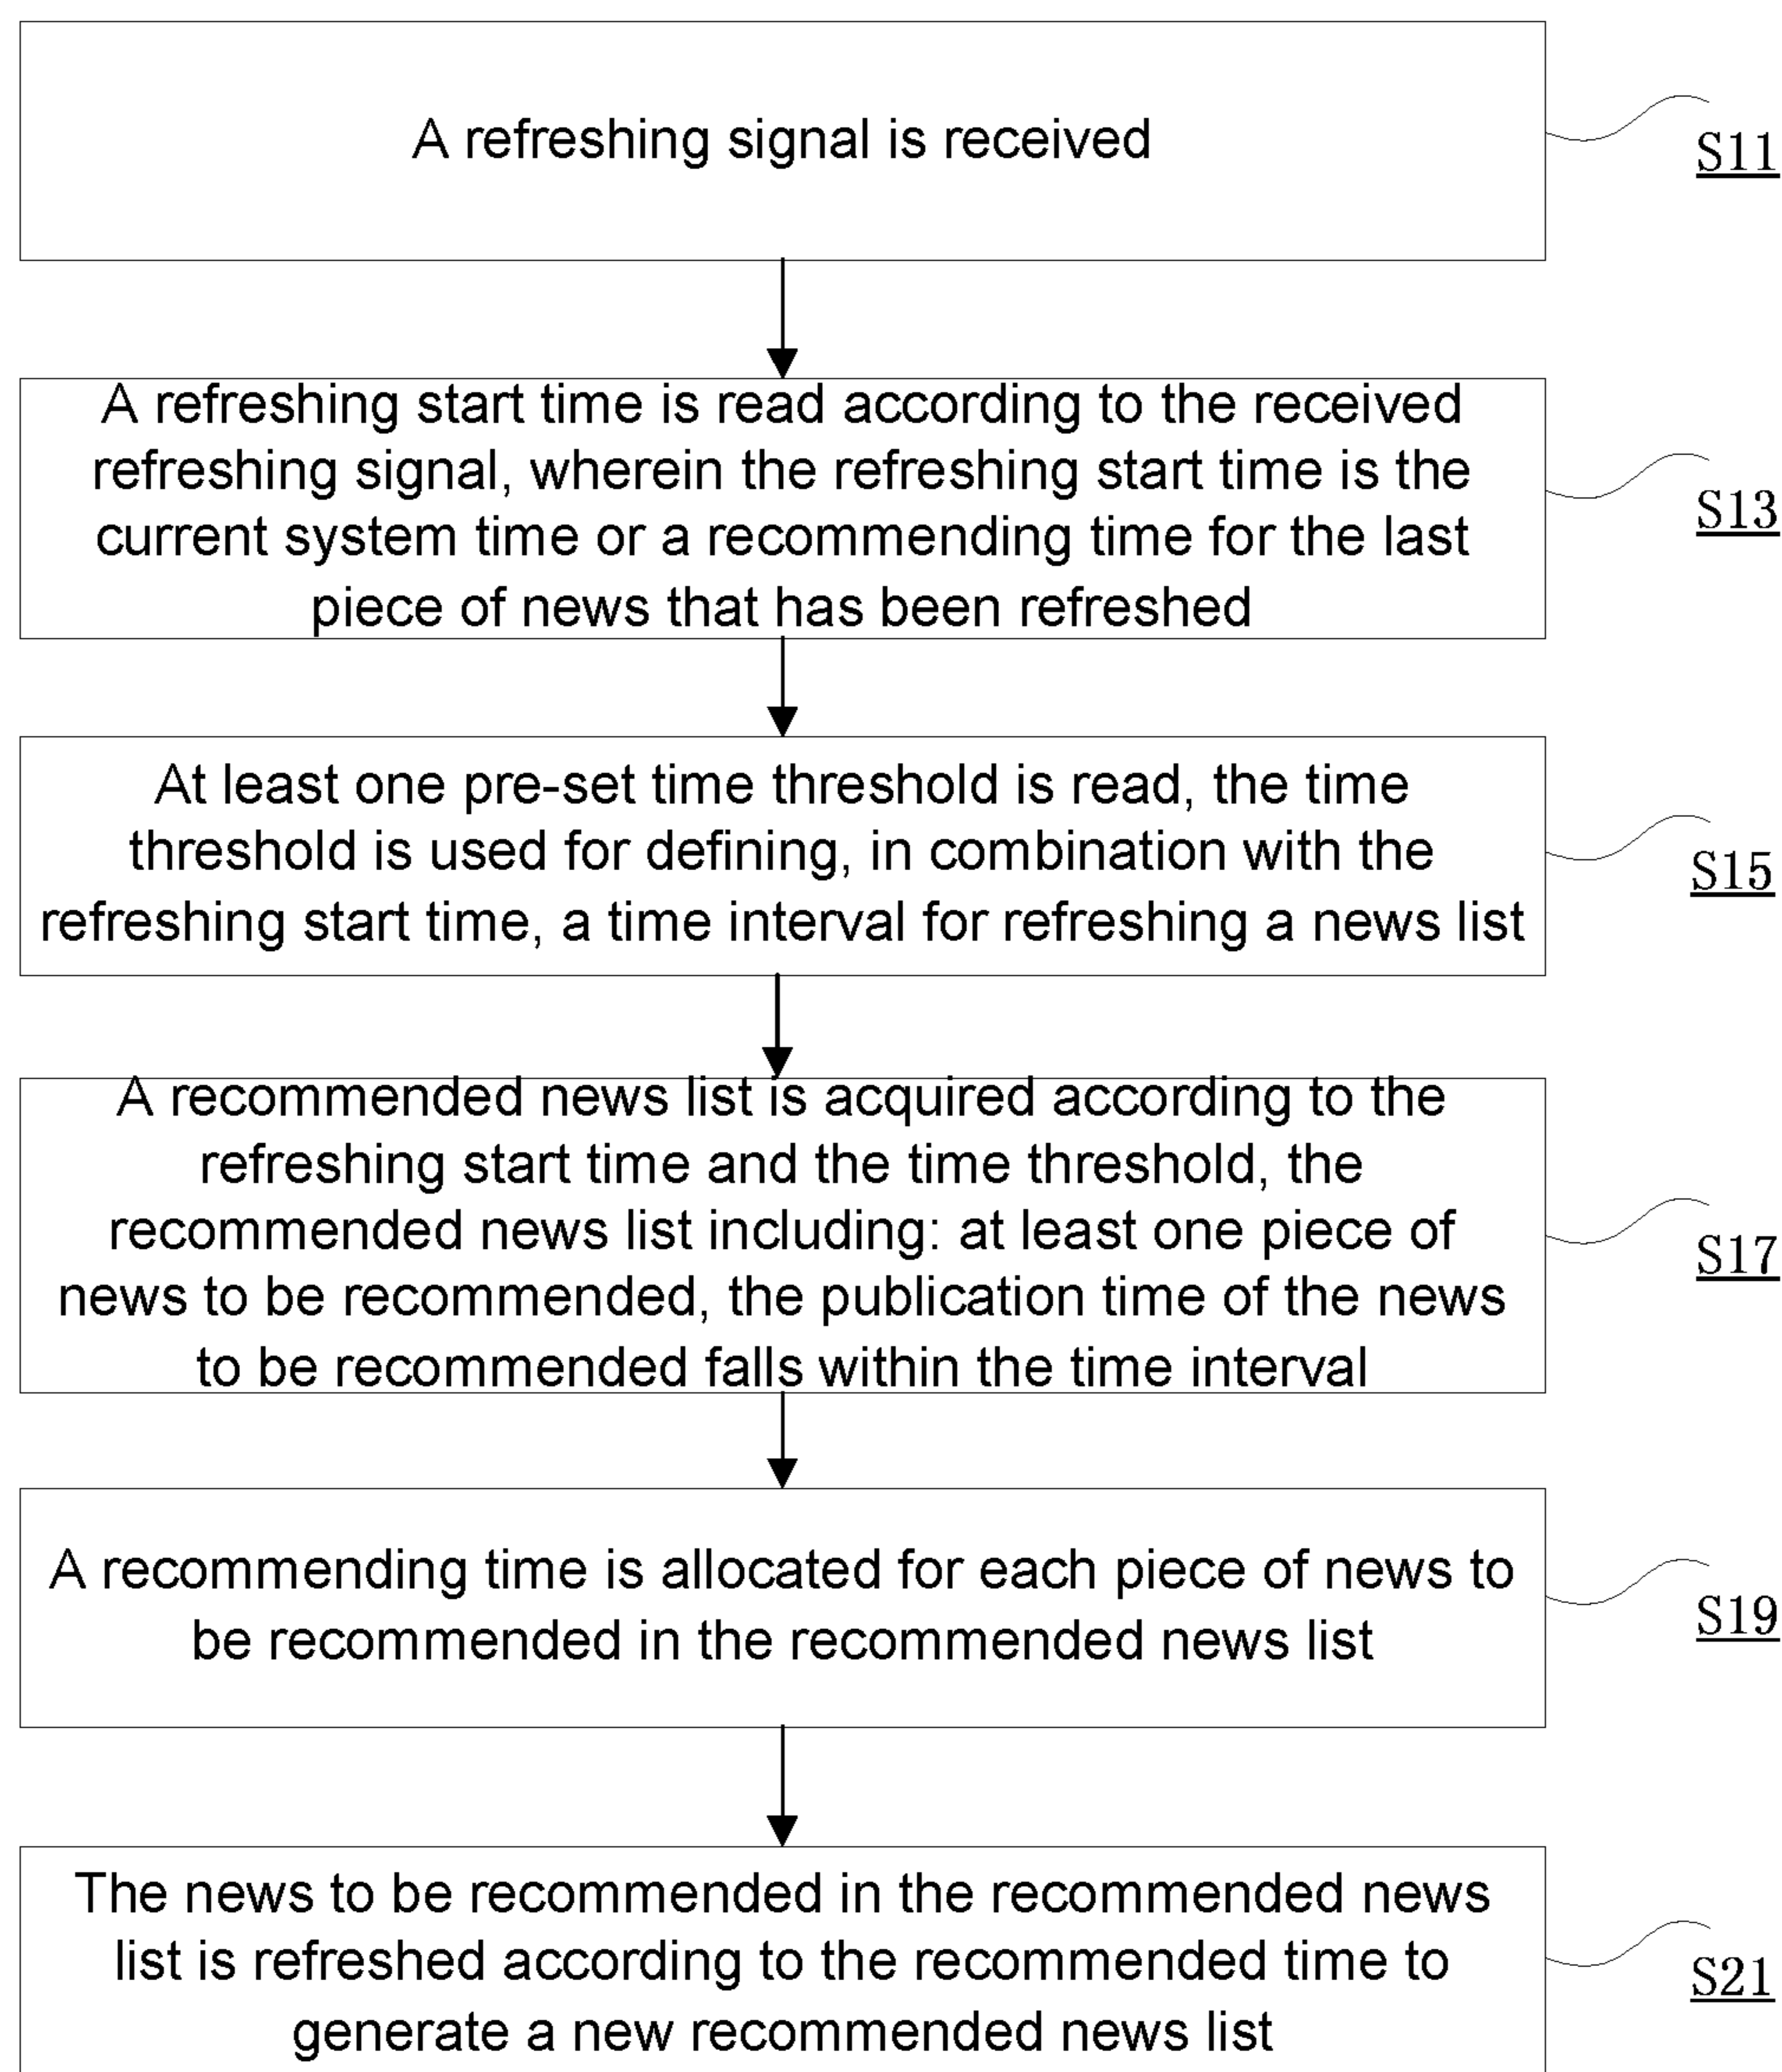 A refreshing signal is received
S11
A refreshing start time is read according to the received
refreshing signal, wherein the refreshing start time is the
current system time or a recommending time for the last
piece of news that has been refreshed
S13
At least one pre-set time threshold is read, the time
threshold is used for defining, in combination with the
refreshing start time, a time interval for refreshing a news list
S15
A recommended news list is acquired according to the
refreshing start time and the time threshold, the
recommended news list including: at least one piece of
news to be recommended, the publication time of the news
to be recommended falls within the time interval
S17
A recommending time is allocated for each piece of news to
be recommended in the recommended news list
S19
The news to be recommended in the recommended news
list is refreshed according to the recommended time to
generate a new recommended news list
S21